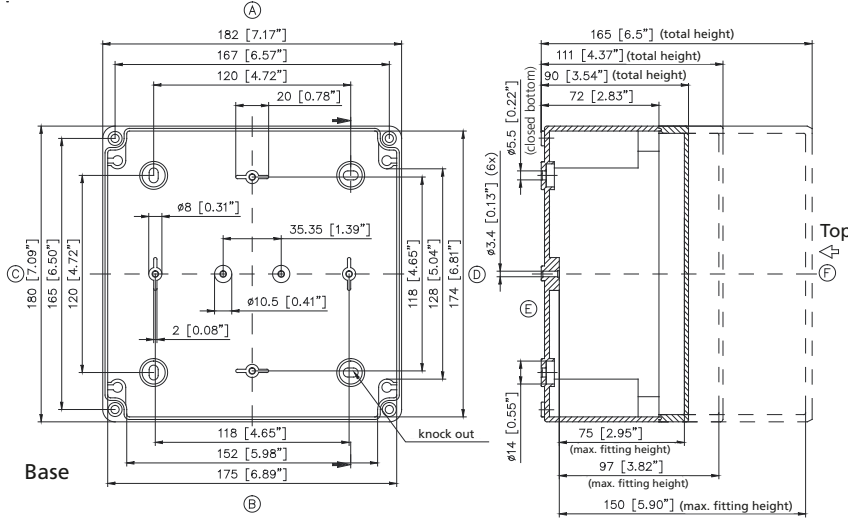 A
182 [7.17"]
167 [6.57"]
120 [4.72"]
20 [0.78"]
165 [6.5"] (total height)
111 [4.37"] (total height)
90 [3.54"] (total height)
72 [2.83"]
ø5.5 [0.22"]
(closed bottom)
ø3.4 [0.13"] (6x)
ø8 [0.31"]
35.35 [1.39"]
Top
C
180 [7.09"]
165 [6.50"]
120 [4.72"]
118 [4.65"]
128 [5.04"]
174 [6.81"]
D
F
E
ø10.5 [0.41"]
2 [0.08"]
ø14 [0.55"]
knock out
118 [4.65"]
152 [5.98"]
175 [6.89"]
75 [2.95"]
(max. fitting height)
97 [3.82"]
(max. fitting height)
150 [5.90"] (max. fitting height)
Base
B